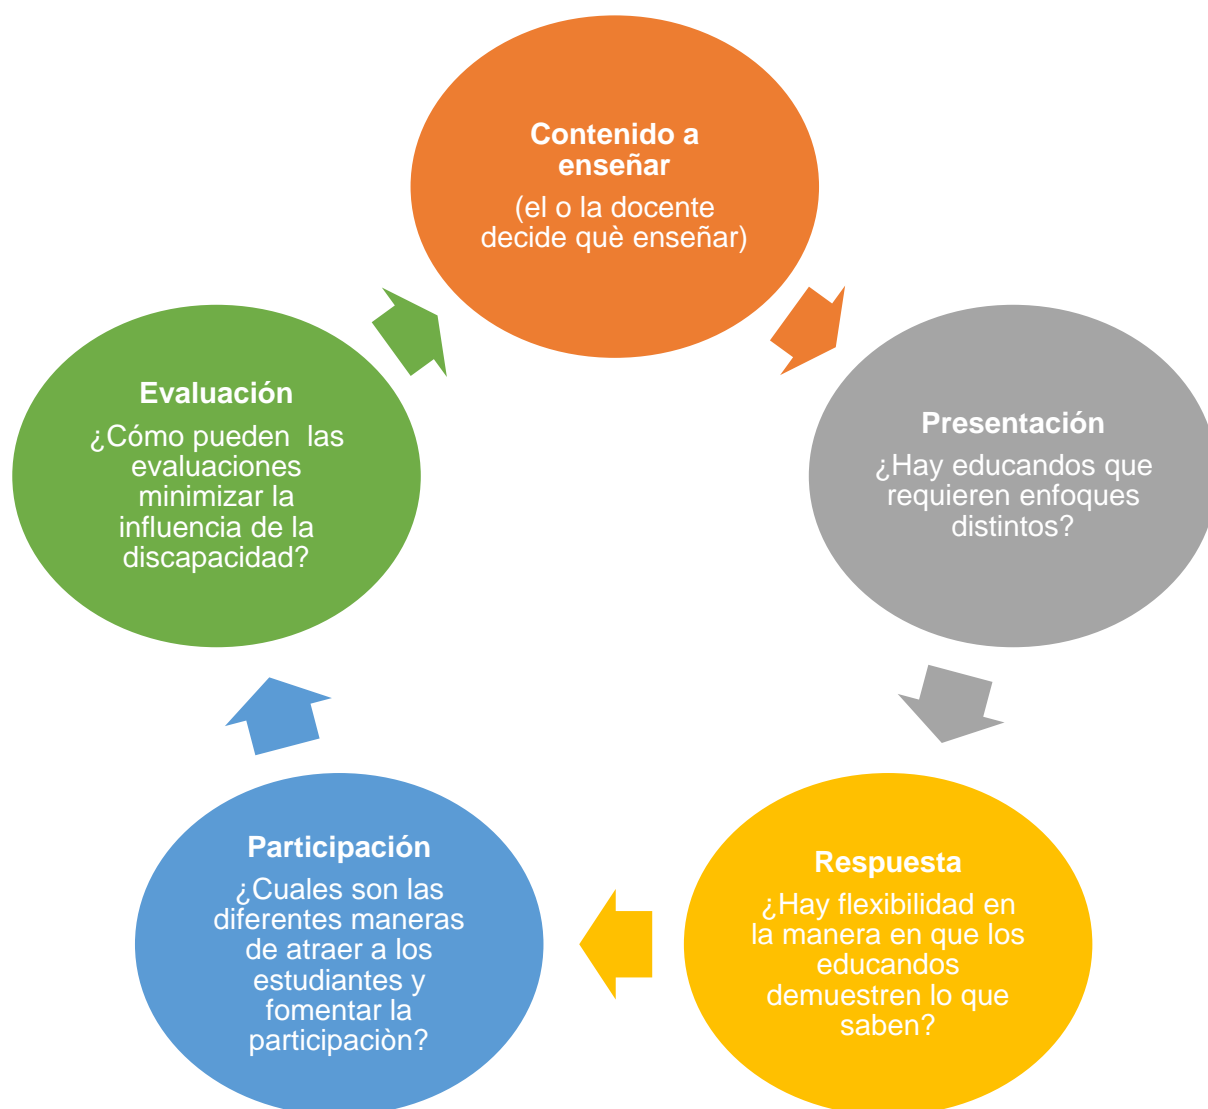 Contenido a
enseñar
(el o la docente
decide què enseñar)
Presentación
¿Hay educandos que
requieren enfoques
distintos?
Respuesta
¿Hay flexibilidad en
la manera en que los
educandos
demuestren lo que
saben?
Participación
¿Cuales son las
diferentes maneras
de atraer a los
estudiantes y
fomentar la
participaciòn?
Evaluación
¿Cómo pueden  las
evaluaciones
minimizar la
influencia de la
discapacidad?